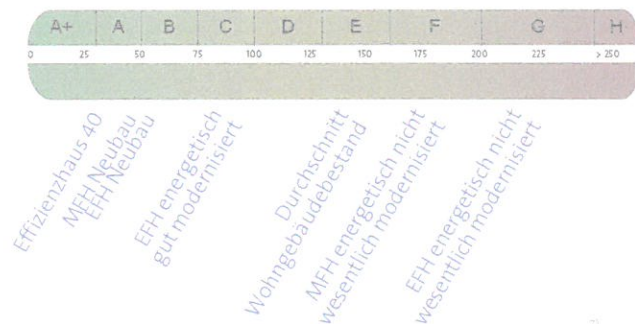 A+ A B C D E F G H
0 25 50 75 100 125 150 175 200 225 > 250
Effizienzhaus 40
MFH Neubau
EFH Neubau
EFH energetisch
gut modernisiert
Durchschnitt
Wohngebäudebestand
MFH energetisch nicht
wesentlich modernisiert
EFH energetisch nicht
wesentlich modernisiert